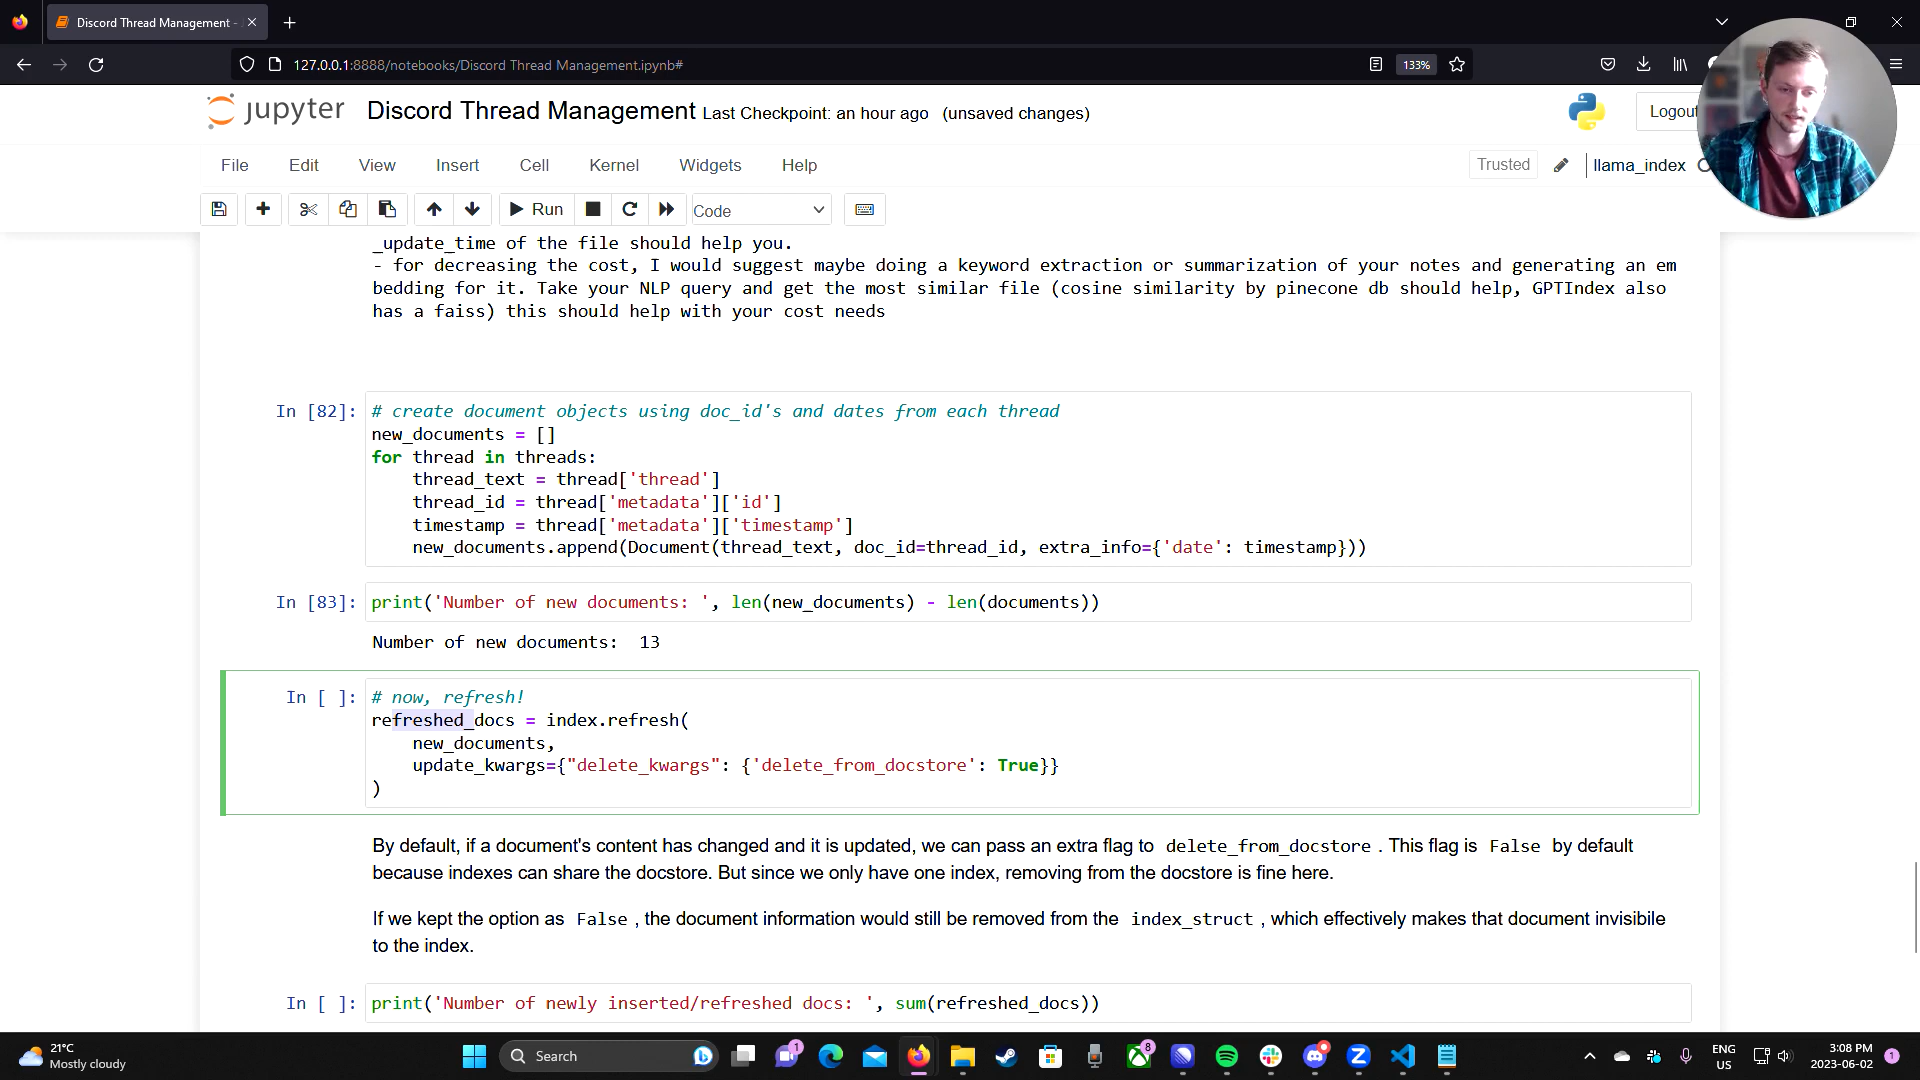 Discord Thread Management -
127.0.0.1:8888/notebooks/Discord Thread Management.ipynb#
133%
jupyter
Discord Thread Management Last Checkpoint: an hour ago (unsaved changes)
Logout
File Edit View Insert Cell Kernel Widgets Help
Trusted
llama_index
Run
Code
_update_time of the file should help you.
- for decreasing the cost, I would suggest maybe doing a keyword extraction or summarization of your notes and generating an em
bedding for it. Take your NLP query and get the most similar file (cosine similarity by pinecone db should help, GPTIndex also
has a faiss) this should help with your cost needs
In [82]: # create document objects using doc_id's and dates from each thread
new_documents = []
for thread in threads:
    thread_text = thread['thread']
    thread_id = thread['metadata']['id']
    timestamp = thread['metadata']['timestamp']
    new_documents.append(Document(thread_text, doc_id=thread_id, extra_info={'date': timestamp}))
In [83]: print('Number of new documents: ', len(new_documents) - len(documents))
Number of new documents:  13
In [ ]: # now, refresh!
refreshed_docs = index.refresh(
    new_documents,
    update_kwargs={"delete_kwargs": {'delete_from_docstore': True}}
)
By default, if a document's content has changed and it is updated, we can pass an extra flag to delete_from_docstore . This flag is False by default
because indexes can share the docstore. But since we only have one index, removing from the docstore is fine here.
If we kept the option as False , the document information would still be removed from the index_struct , which effectively makes that document invisibile
to the index.
In [ ]: print('Number of newly inserted/refreshed docs: ', sum(refreshed_docs))
21°C
Mostly cloudy
Search
1
8
ENG
US
3:08 PM
2023-06-02
1